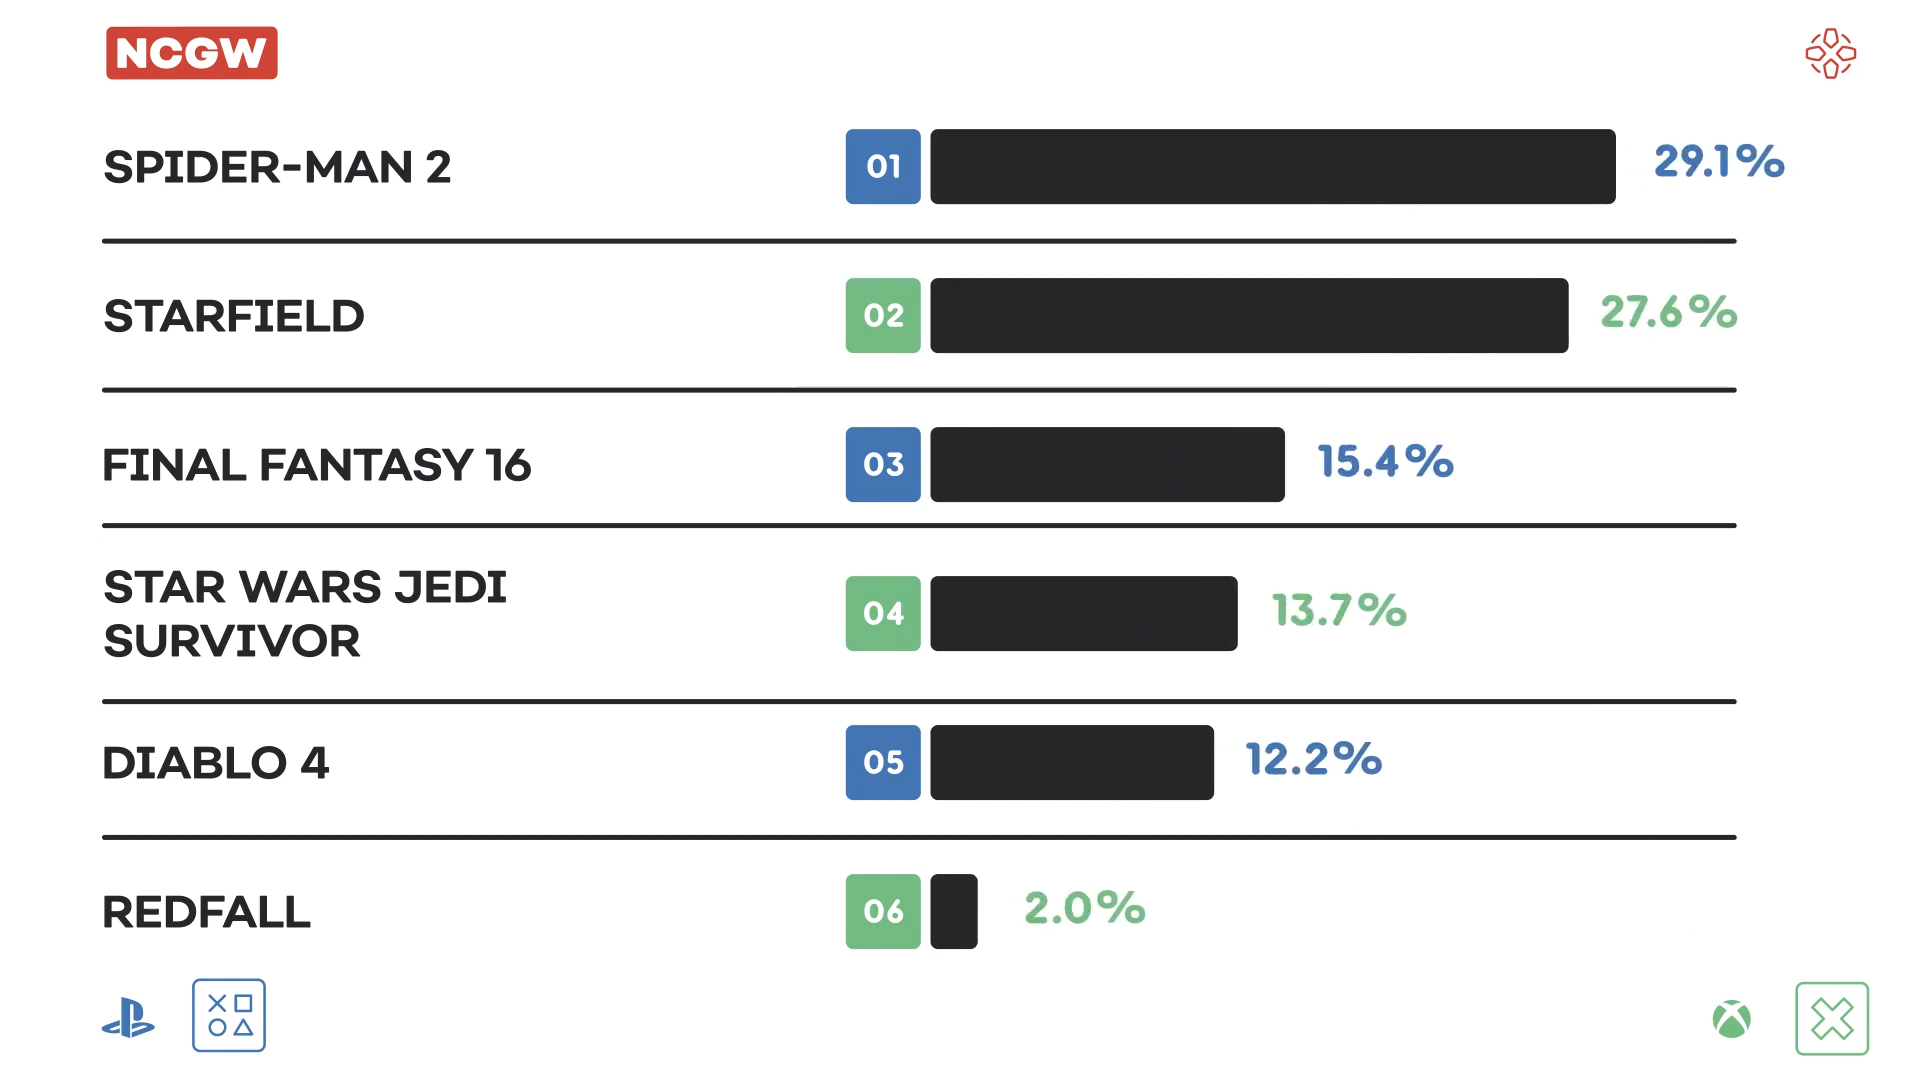 NCGW
SPIDER-MAN 2 01 29.1%
STARFIELD 02 27.6%
FINAL FANTASY 16 03 15.4%
STAR WARS JEDI
SURVIVOR 04 13.7%
DIABLO 4 05 12.2%
REDFALL 06 2.0%